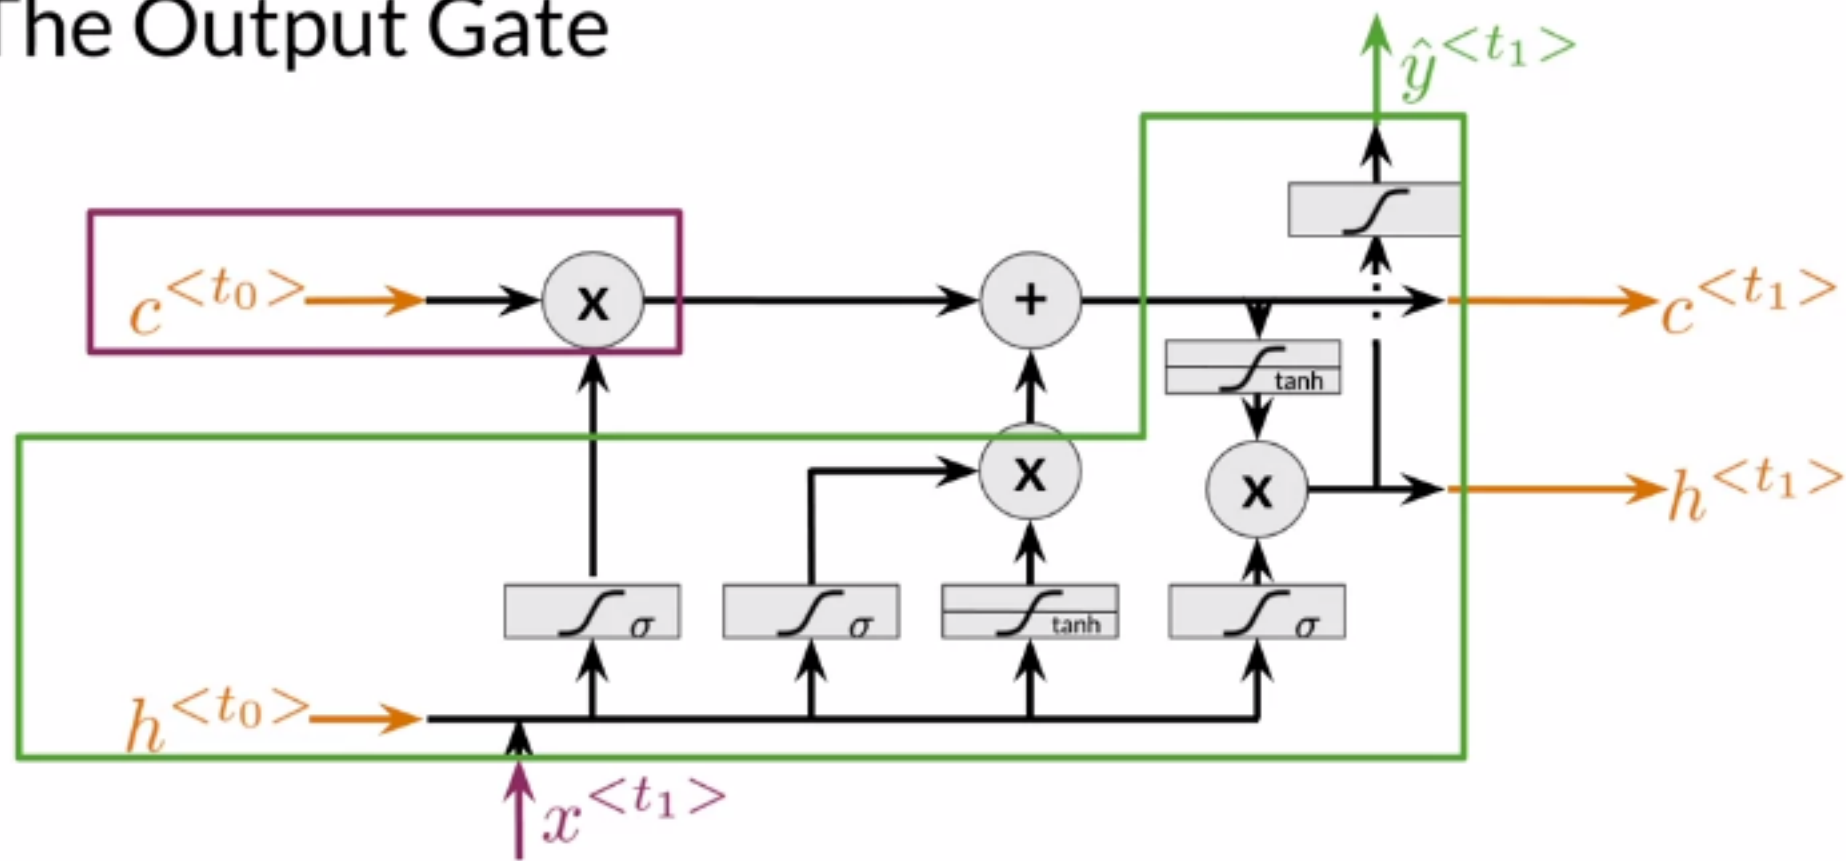 The Output Gate
ŷ<t₁>
c<t₀>
x
+
c<t₁>
tanh
x
x
h<t₁>
σ
σ
tanh
σ
h<t₀>
x<t₁>